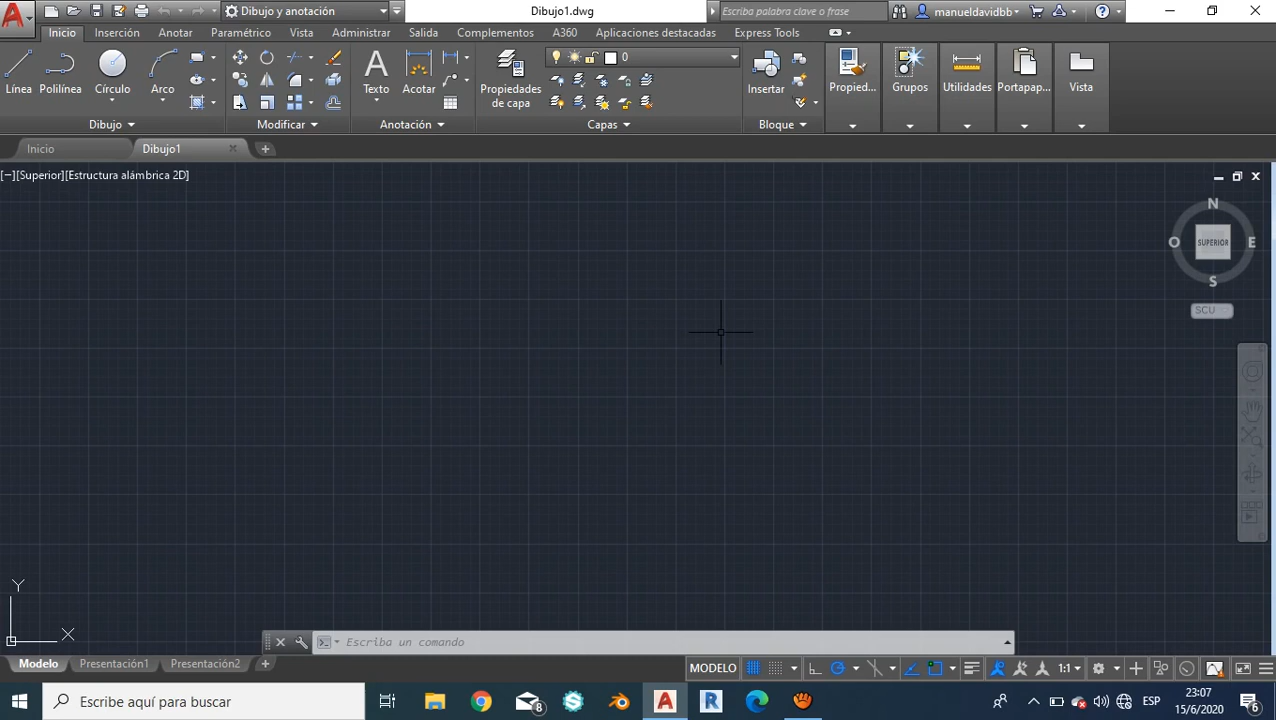 Dibujo y anotación
Dibujo1.dwg
Escriba palabra clave o frase
manueldavidbb
Inicio Inserción Anotar Paramétrico Vista Administrar Salida Complementos A360 Aplicaciones destacadas Express Tools
0
Línea Polilínea Círculo Arco Texto Acotar Propiedades de capa Insertar Propied... Grupos Utilidades Portapap... Vista
Dibujo Modificar Anotación Capas Bloque
Inicio Dibujo1
[−][Superior][Estructura alámbrica 2D]
N
O SUPERIOR E
S
SCU
Y
X
Escriba un comando
Modelo Presentación1 Presentación2 MODELO 1:1
Escribe aquí para buscar
8
ESP
23:07
15/6/2020
6